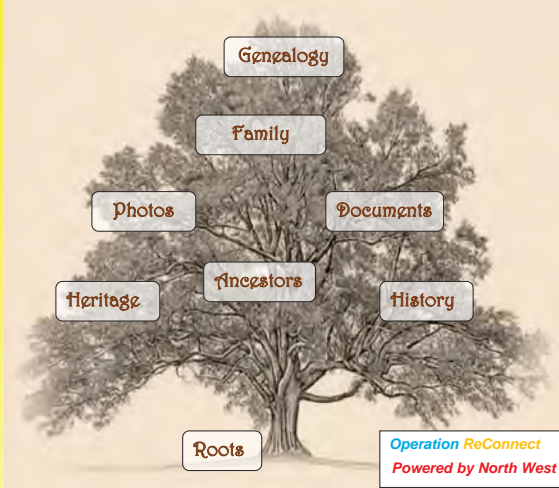 Genealogy
Family
Photos
Documents
Ancestors
Heritage
History
Roots
Operation ReConnect
Powered by North West